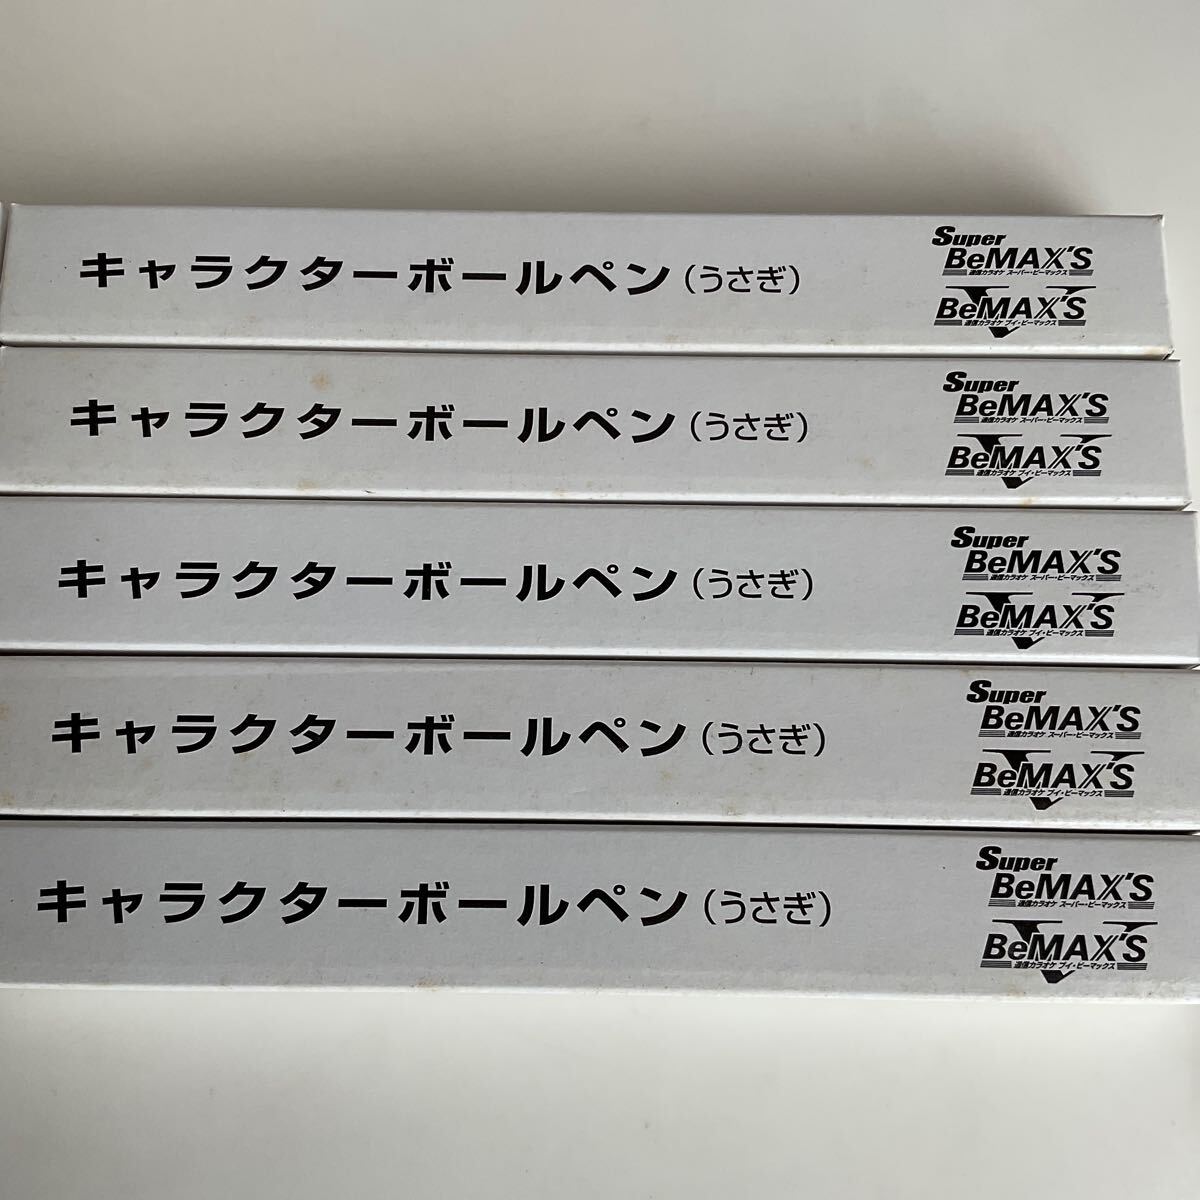 キャラクターボールペン(うさぎ)
Super
BeMAX'S
通信カラオケ スーパー・ビーマックス
V
BeMAX'S
通信カラオケ ブイ・ビーマックス
キャラクターボールペン(うさぎ)
Super
BeMAX'S
通信カラオケ スーパー・ビーマックス
V
BeMAX'S
通信カラオケ ブイ・ビーマックス
キャラクターボールペン(うさぎ)
Super
BeMAX'S
通信カラオケ スーパー・ビーマックス
V
BeMAX'S
通信カラオケ ブイ・ビーマックス
キャラクターボールペン(うさぎ)
Super
BeMAX'S
通信カラオケ スーパー・ビーマックス
V
BeMAX'S
通信カラオケ ブイ・ビーマックス
キャラクターボールペン(うさぎ)
Super
BeMAX'S
通信カラオケ スーパー・ビーマックス
V
BeMAX'S
通信カラオケ ブイ・ビーマックス